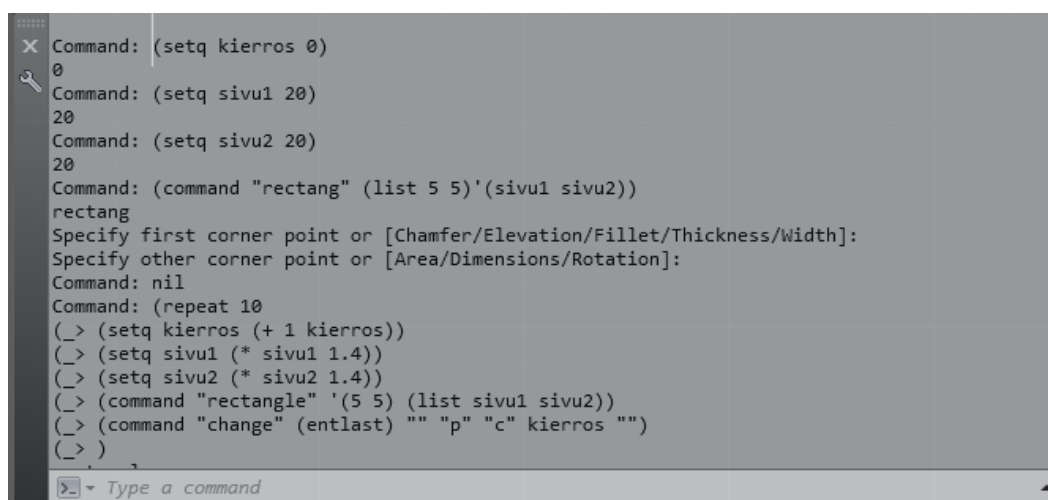 Command: (setq kierros 0)
0
Command: (setq sivu1 20)
20
Command: (setq sivu2 20)
20
Command: (command "rectang" (list 5 5)'(sivu1 sivu2))
rectang
Specify first corner point or [Chamfer/Elevation/Fillet/Thickness/Width]:
Specify other corner point or [Area/Dimensions/Rotation]:
Command: nil
Command: (repeat 10
(_> (setq kierros (+ 1 kierros))
(_> (setq sivu1 (* sivu1 1.4))
(_> (setq sivu2 (* sivu2 1.4))
(_> (command "rectangle" '(5 5) (list sivu1 sivu2))
(_> (command "change" (entlast) "" "p" "c" kierros "")
(_> )
Type a command